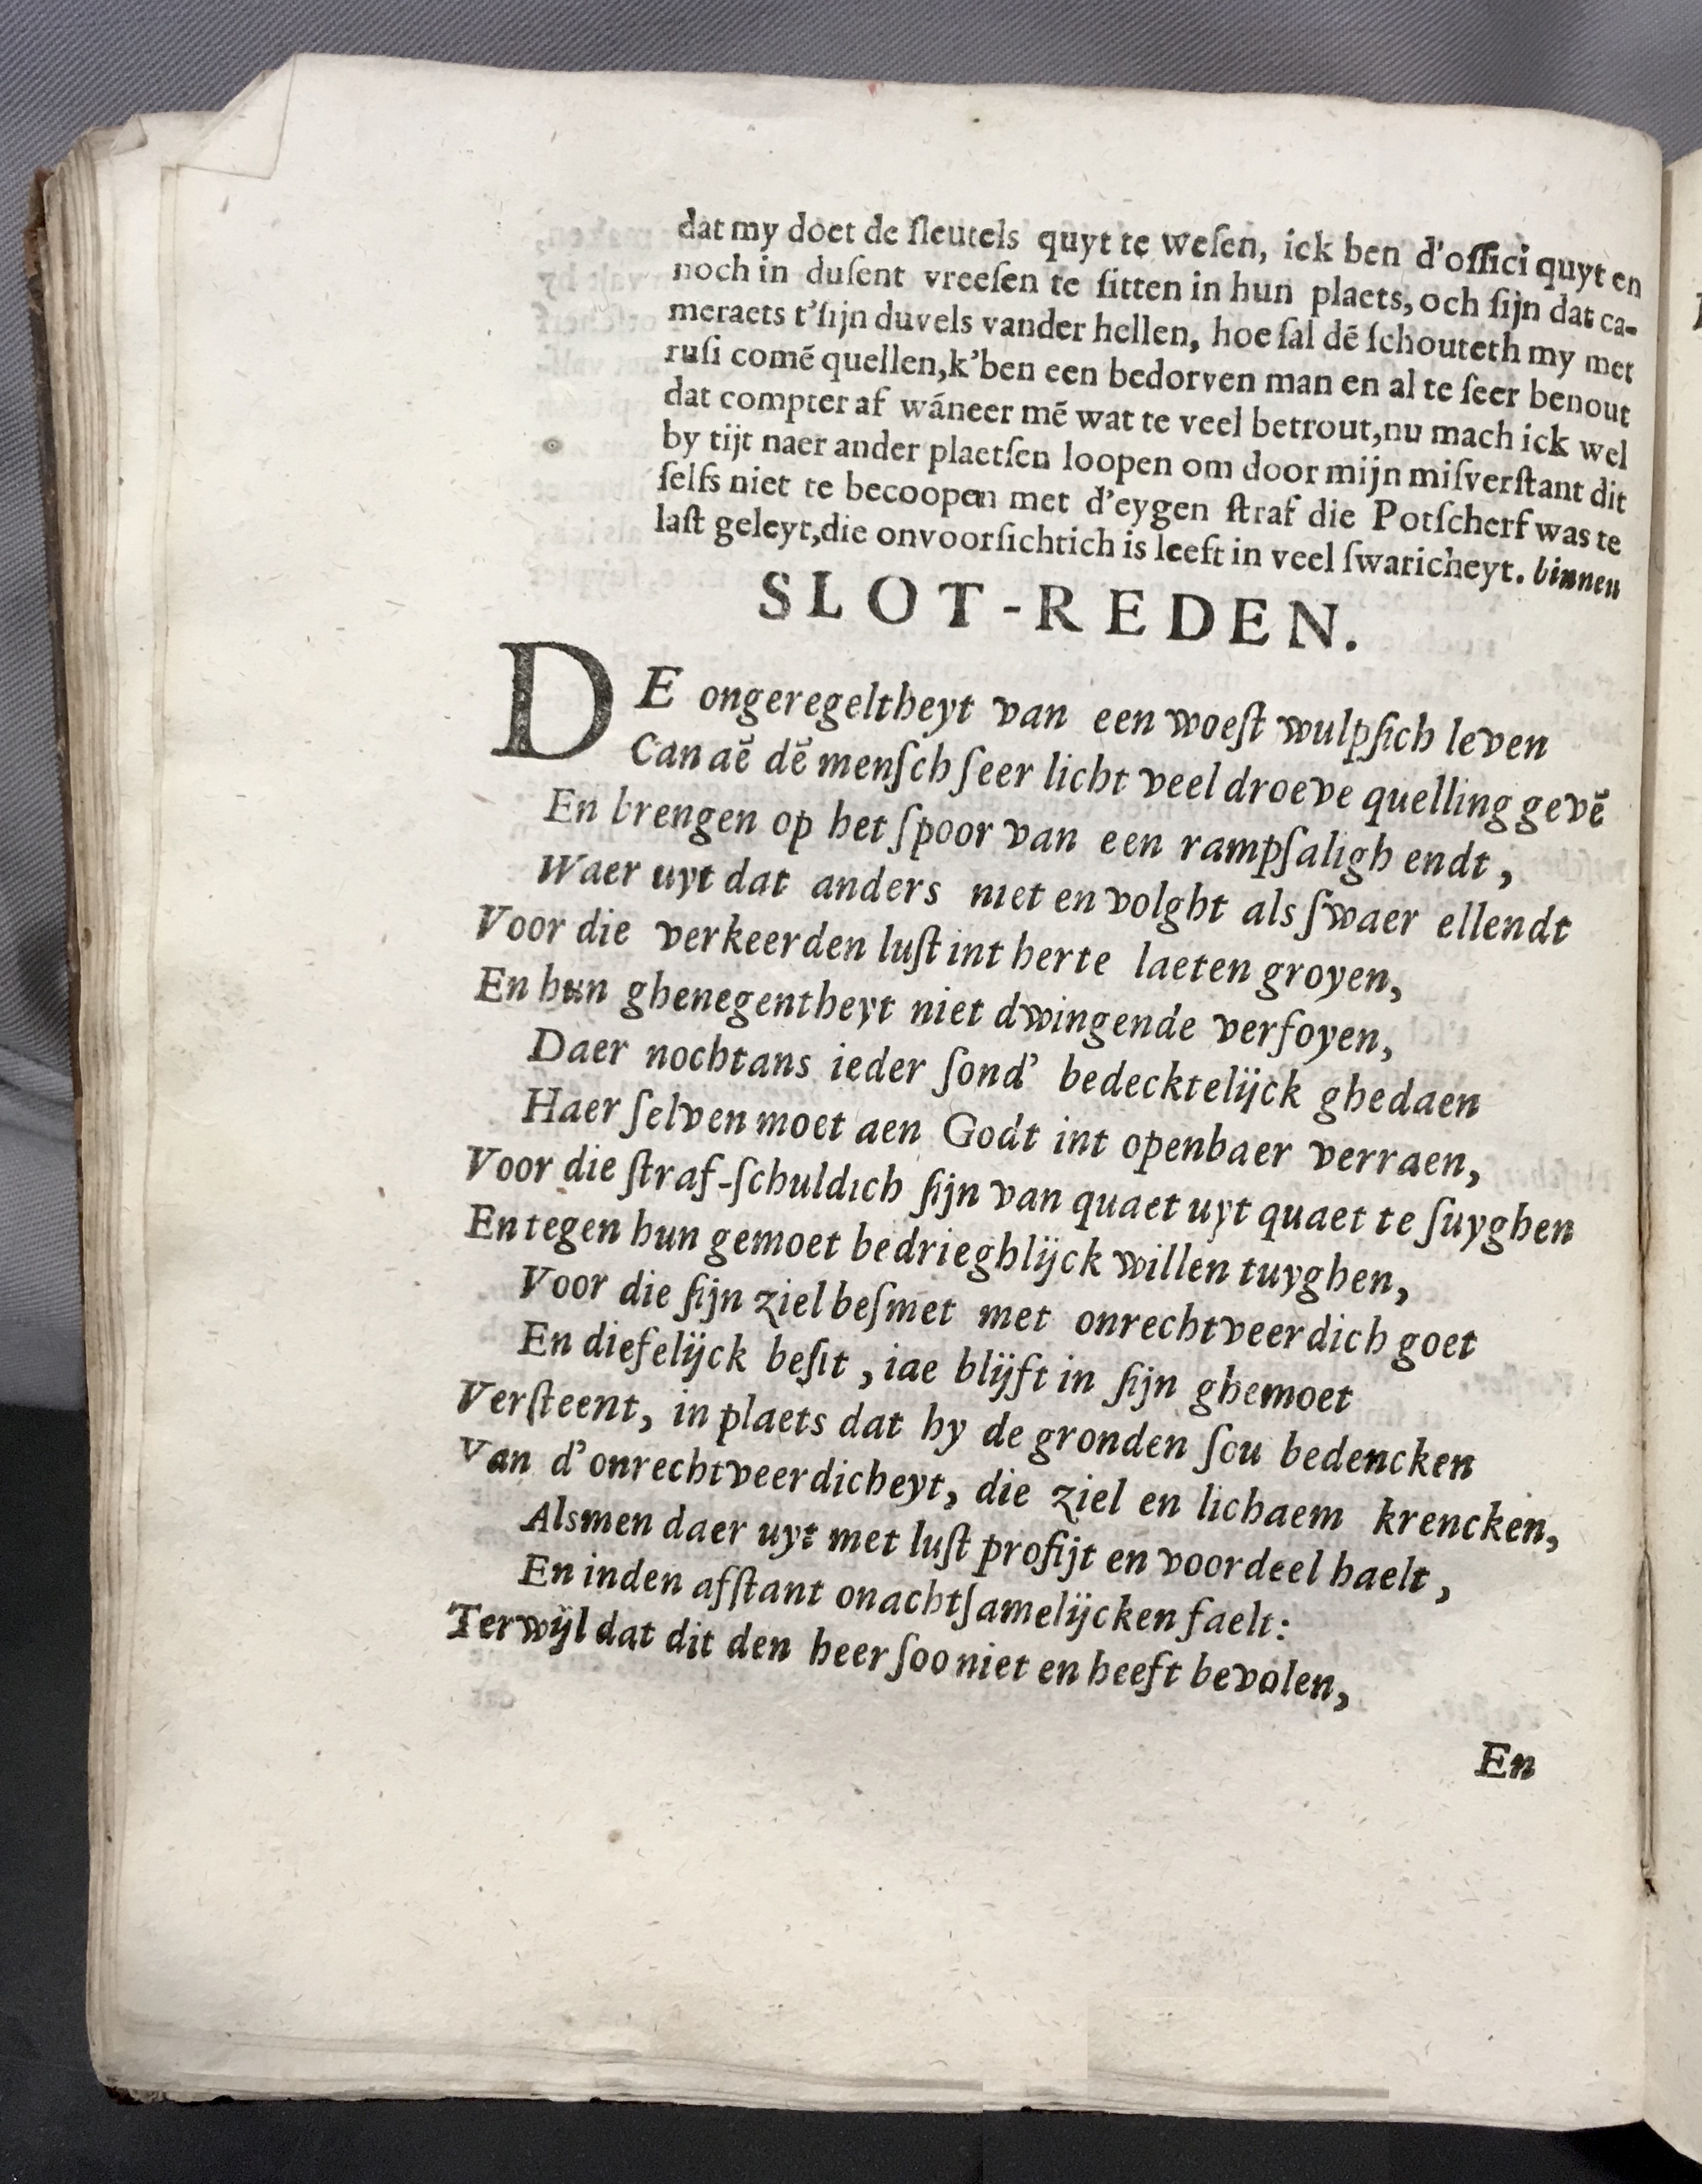 dat my doet de ſleutels quyt te weſen, ick ben d'offici quyt en
noch in duſent vreeſen te ſitten in hun plaets, och ſijn dat ca-
meraets t'ſijn duvels vander hellen, hoe ſal dē ſchouteth my met
ruſi comē quellen, k'ben een bedorven man en al te ſeer benout
dat compter af wáneer mē wat te veel betrout, nu mach ick wel
by tijt naer ander plaetſen loopen om door mijn miſverſtant dit
ſelfs niet te becoopen met d'eygen ſtraf die Potſcherf was te
laſt geleyt, die onvoorſichtich is leeft in veel ſwaricheyt. binnen
SLOT-REDEN.
DE ongeregeltheyt van een woeſt wulpſich leven
Can aē dē menſch ſeer licht veel droeve quelling gevē
En brengen op het ſpoor van een rampſaligh endt,
Waer uyt dat anders niet en volght als ſwaer ellendt
Voor die verkeerden luſt int herte laeten groyen,
En hun ghenegentheyt niet dwingende verfoyen,
Daer nochtans ieder ſond' bedecktelijck ghedaen
Haer ſelven moet aen Godt int openbaer verraen,
Voor die ſtraf-ſchuldich ſijn van quaet uyt quaet te ſuyghen
En tegen hun gemoet bedrieghlijck willen tuyghen,
Voor die ſijn ziel beſmet met onrechtveerdich goet
En diefelijck beſit, iae blijft in ſijn ghemoet
Verſteent, in plaets dat hy de gronden ſou bedencken
Van d'onrechtveerdicheyt, die ziel en lichaem krencken,
Alsmen daer uyt met luſt profijt en voordeel haelt,
En inden afſtant onachtſamelijcken faelt:
Terwijl dat dit den heer ſoo niet en heeft bevolen,
En